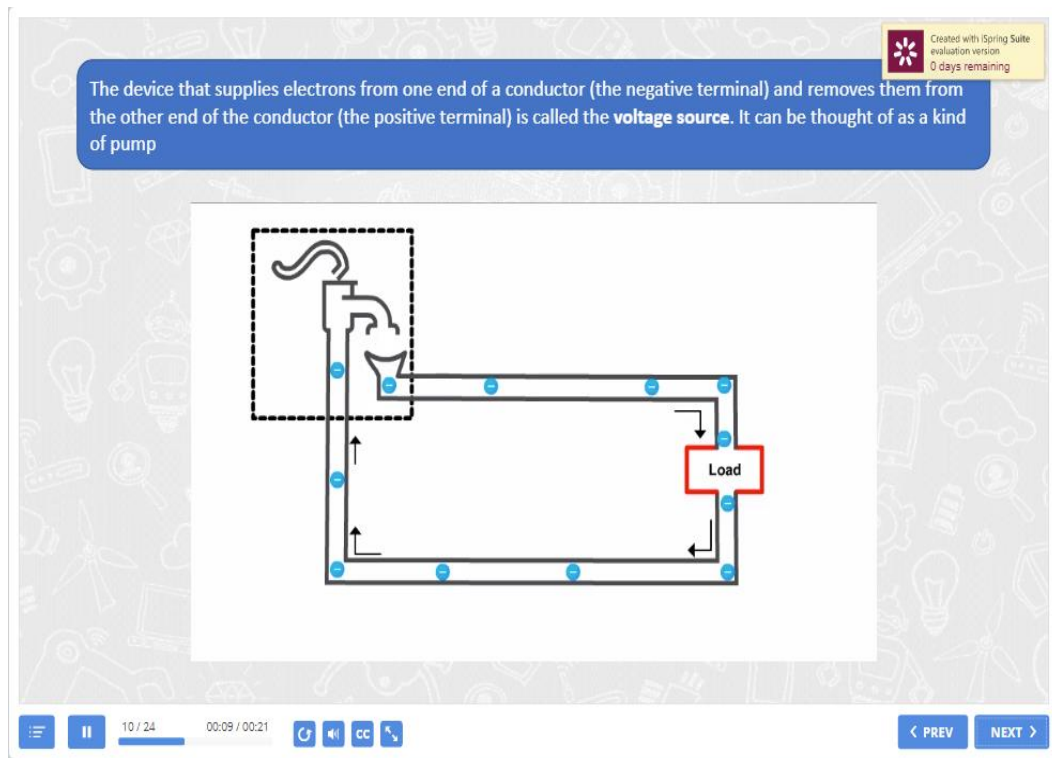 Created with iSpring Suite
evaluation version
0 days remaining
The device that supplies electrons from one end of a conductor (the negative terminal) and removes them from
the other end of the conductor (the positive terminal) is called the voltage source. It can be thought of as a kind
of pump
Load
10 / 24
00:09 / 00:21
CC
PREV
NEXT